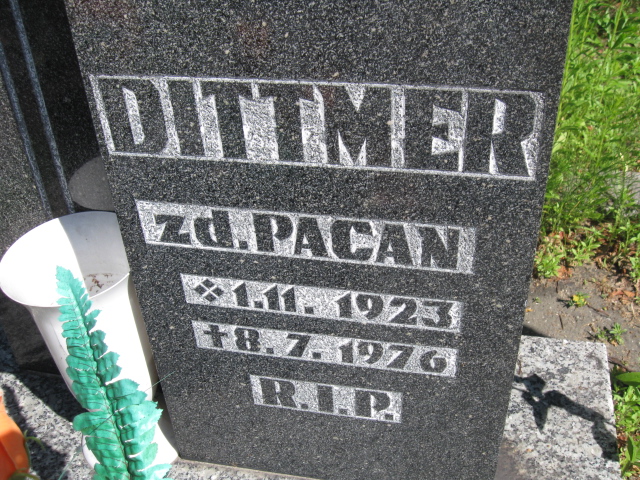 DITTMER
zd. PACAN
❖ 1.11. 1923
✝ 8. 7. 1976
R.I.P.